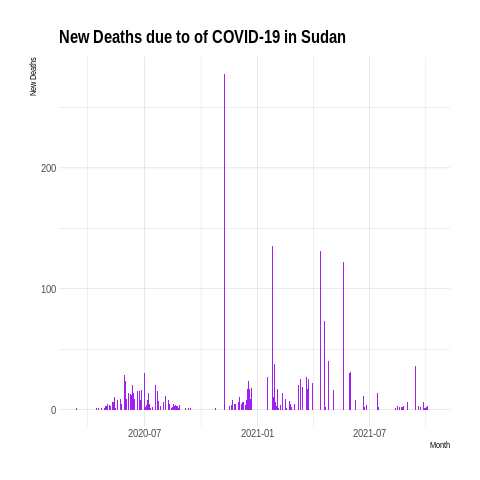 New Deaths due to of COVID-19 in Sudan
New Deaths
200
100
0
2020-07
2021-01
2021-07
Month